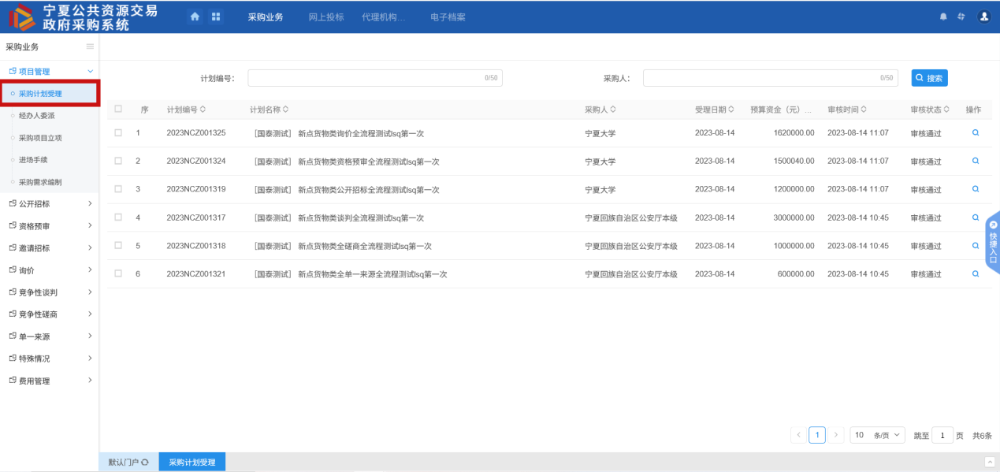 宁夏公共资源交易
政府采购系统
采购业务 网上投标 代理机构... 电子档案
采购业务
项目管理
采购计划受理
经办人委派
采购项目立项
进场手续
采购需求编制
公开招标
资格预审
邀请招标
询价
竞争性谈判
竞争性磋商
单一来源
特殊情况
费用管理
计划编号： 0/50 采购人： 0/50 搜索
序 计划编号 计划名称 采购人 受理日期 预算资金（元）... 审核时间 审核状态 操作
1 2023NCZ001325 [国泰测试] 新点货物类询价全流程测试lsq第一次 宁夏大学 2023-08-14 1620000.00 2023-08-14 11:07 审核通过
2 2023NCZ001324 [国泰测试] 新点货物类资格预审全流程测试lsq第一次 宁夏大学 2023-08-14 1500040.00 2023-08-14 11:07 审核通过
3 2023NCZ001319 [国泰测试] 新点货物类公开招标全流程测试lsq第一次 宁夏大学 2023-08-14 1200000.00 2023-08-14 11:07 审核通过
4 2023NCZ001317 [国泰测试] 新点货物类谈判全流程测试lsq第一次 宁夏回族自治区公安厅本级 2023-08-14 3000000.00 2023-08-14 10:45 审核通过
5 2023NCZ001318 [国泰测试] 新点货物类全磋商全流程测试lsq第一次 宁夏回族自治区公安厅本级 2023-08-14 1000000.00 2023-08-14 10:45 审核通过
6 2023NCZ001321 [国泰测试] 新点货物类全单一来源全流程测试lsq第一次 宁夏回族自治区公安厅本级 2023-08-14 600000.00 2023-08-14 10:45 审核通过
快捷入口
1 10 条/页 跳至 1 页 共6条
默认门户 采购计划受理